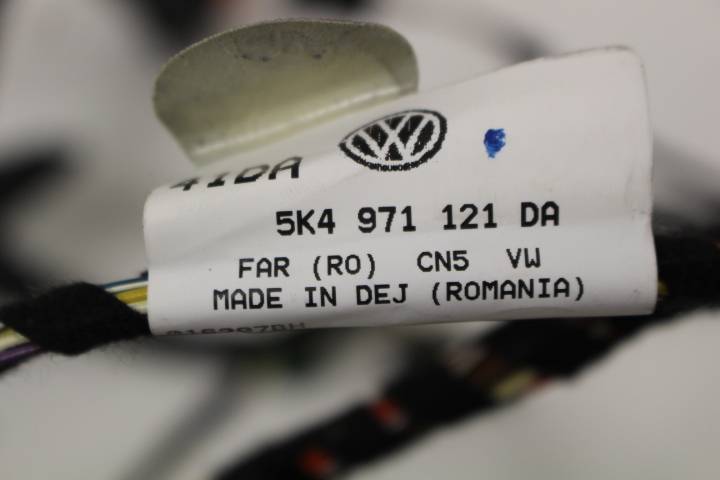 41DA
5K4 971 121 DA
FAR (RO) CN5 VW
MADE IN DEJ (ROMANIA)